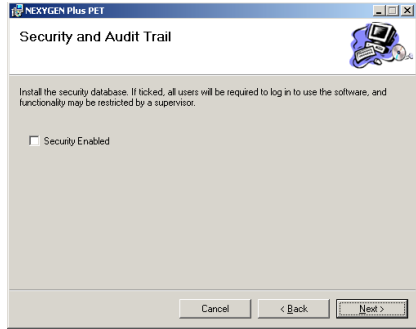 NEXYGEN Plus PET
Security and Audit Trail
Install the security database. If ticked, all users will be required to log in to use the software, and
functionality may be restricted by a supervisor.
Security Enabled
Cancel
< Back
Next >